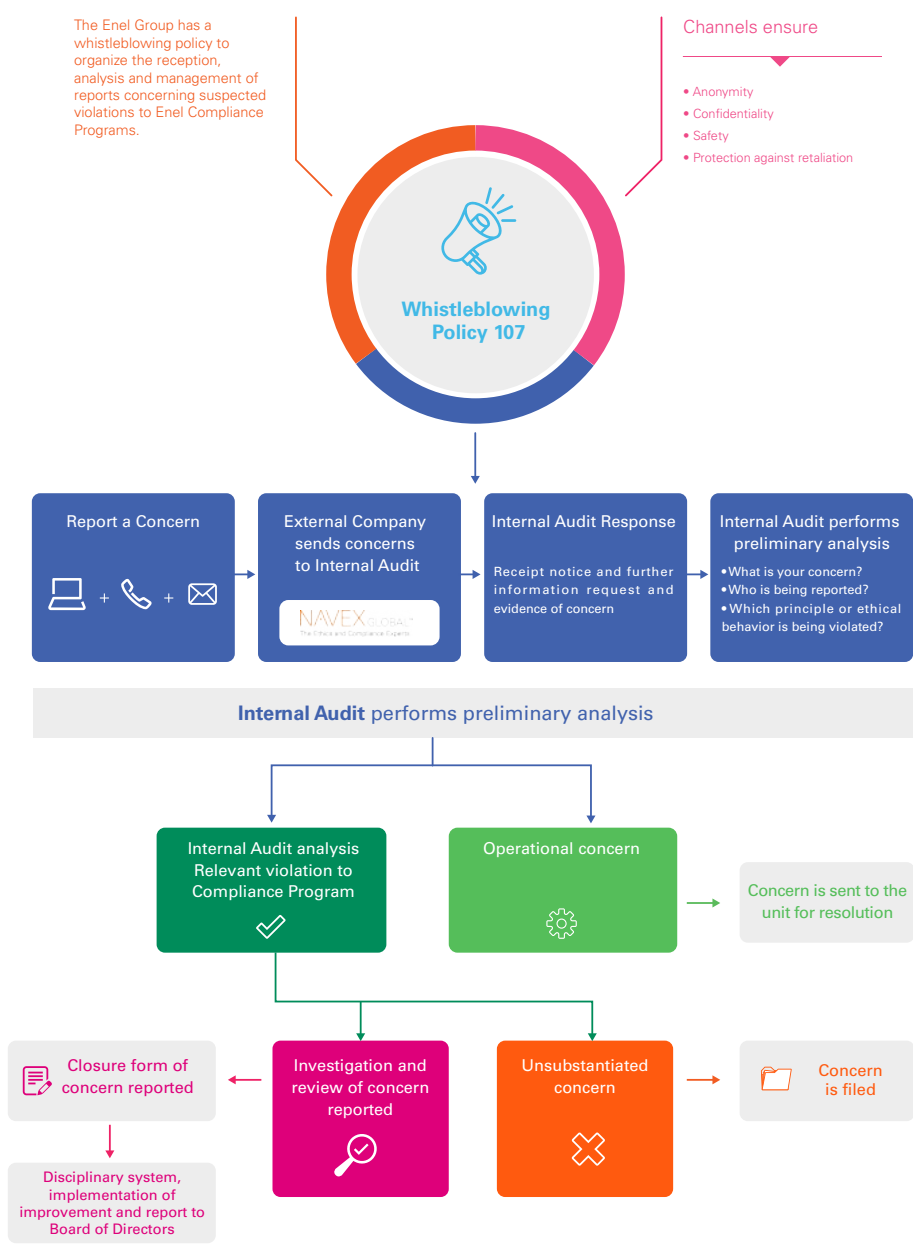 The Enel Group has a
whistleblowing policy to
organize the reception,
analysis and management of
reports concerning suspected
violations to Enel Compliance
Programs.
Channels ensure
• Anonymity
• Confidentiality
• Safety
• Protection against retaliation
Whistleblowing
Policy 107
Report a Concern
+ +
External Company
sends concerns
to Internal Audit
NAVEX GLOBAL™
The Ethics and Compliance Experts
Internal Audit Response
Receipt notice and further
information request and
evidence of concern
Internal Audit performs
preliminary analysis
•What is your concern?
•Who is being reported?
•Which principle or ethical
behavior is being violated?
Internal Audit performs preliminary analysis
Internal Audit analysis
Relevant violation to
Compliance Program
Operational concern
Concern is sent to the
unit for resolution
Closure form of
concern reported
Investigation and
review of concern
reported
Unsubstantiated
concern
Concern
is filed
Disciplinary system,
implementation of
improvement and report to
Board of Directors